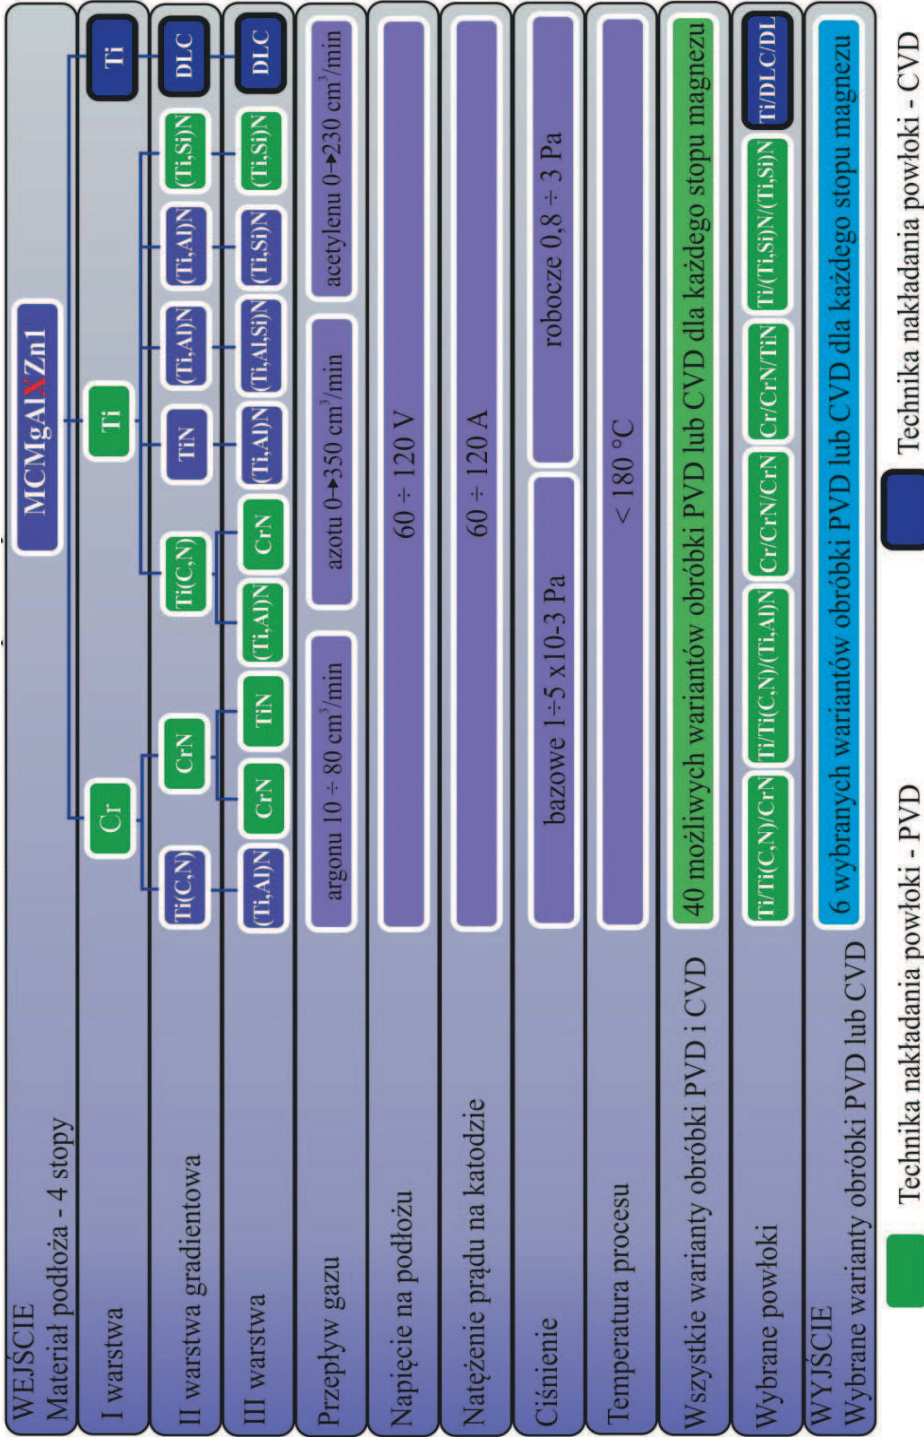 WEJŚCIE
Materiał podłoża - 4 stopy
MCMgAlXZn1
I warstwa
Cr
Ti
Ti
II warstwa gradientowa
Ti(C,N)
CrN
Ti(C,N)
TiN
(Ti,Al)N
(Ti,Al)N
(Ti,Si)N
DLC
III warstwa
(Ti,Al)N
CrN
TiN
(Ti,Al)N
CrN
(Ti,Al)N
(Ti,Al,Si)N
(Ti,Si)N
(Ti,Si)N
DLC
Przepływ gazu
argonu 10 ÷ 80 cm³/min
azotu 0→350 cm³/min
acetylenu 0→230 cm³/min
Napięcie na podłożu
60 ÷ 120 V
Natężenie prądu na katodzie
60 ÷ 120 A
Ciśnienie
bazowe 1÷5 x10-3 Pa
robocze 0,8 ÷ 3 Pa
Temperatura procesu
< 180 °C
Wszystkie warianty obróbki PVD i CVD
40 możliwych wariantów obróbki PVD lub CVD dla każdego stopu magnezu
Wybrane powłoki
Ti/Ti(C,N)/CrN
Ti/Ti(C,N)/(Ti,Al)N
Cr/CrN/CrN
Cr/CrN/TiN
Ti/(Ti,Si)N/(Ti,Si)N
Ti/DLC/DL
WYJŚCIE
Wybrane warianty obróbki PVD lub CVD
6 wybranych wariantów obróbki PVD lub CVD dla każdego stopu magnezu
Technika nakładania powłoki - PVD
Technika nakładania powłoki - CVD